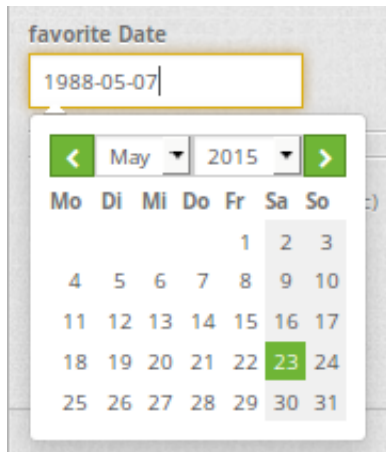 favorite Date
1988-05-07
May 2015
Mo Di Mi Do Fr Sa So
1 2 3
4 5 6 7 8 9 10
11 12 13 14 15 16 17
18 19 20 21 22 23 24
25 26 27 28 29 30 31